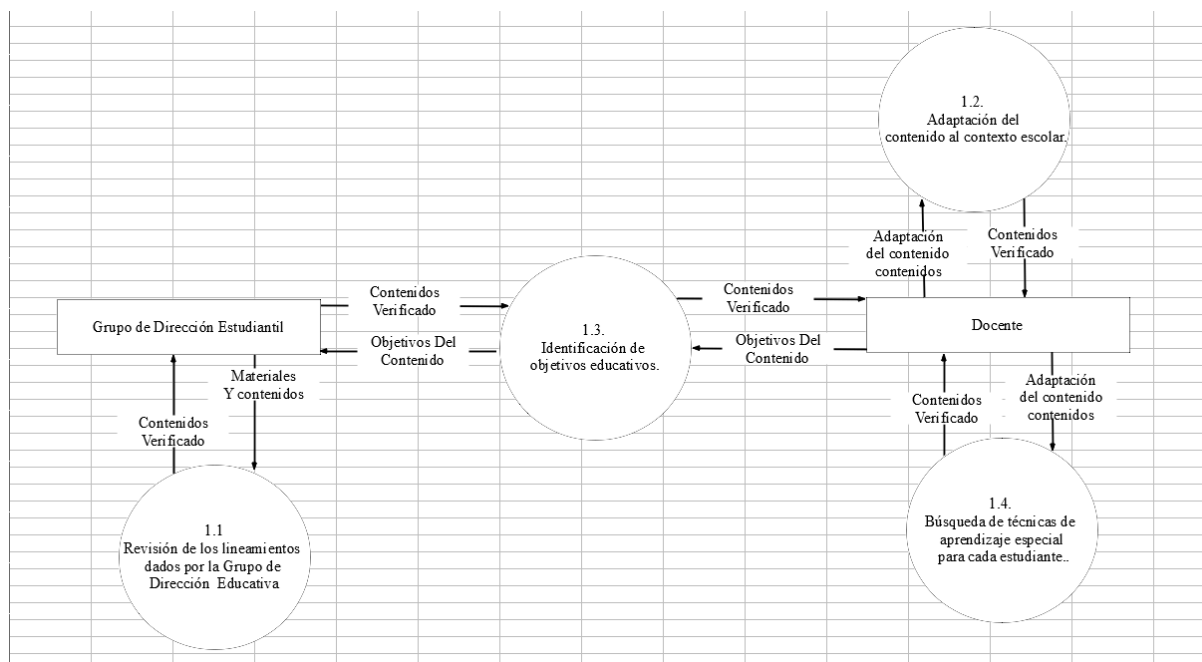 1.2.
Adaptación del
contenido al contexto escolar.
Adaptación
del contenido
contenidos
Contenidos
Verificado
Contenidos
Verificado
Contenidos
Verificado
Grupo de Dirección Estudiantil
1.3.
Identificación de
objetivos educativos.
Docente
Objetivos Del
Contenido
Objetivos Del
Contenido
Materiales
Y contenidos
Contenidos
Verificado
Adaptación
del contenido
contenidos
Contenidos
Verificado
1.1
Revisión de los lineamientos
dados por la Grupo de
Dirección Educativa
1.4.
Búsqueda de técnicas de
aprendizaje especial
para cada estudiante..